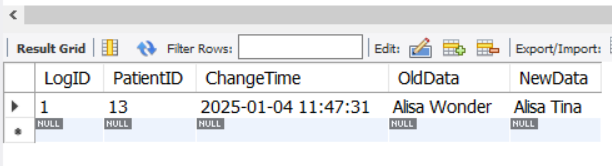 Result Grid Filter Rows: Edit: Export/Import:
LogID PatientID ChangeTime OldData NewData
1 13 2025-01-04 11:47:31 Alisa Wonder Alisa Tina
NULL NULL NULL NULL NULL